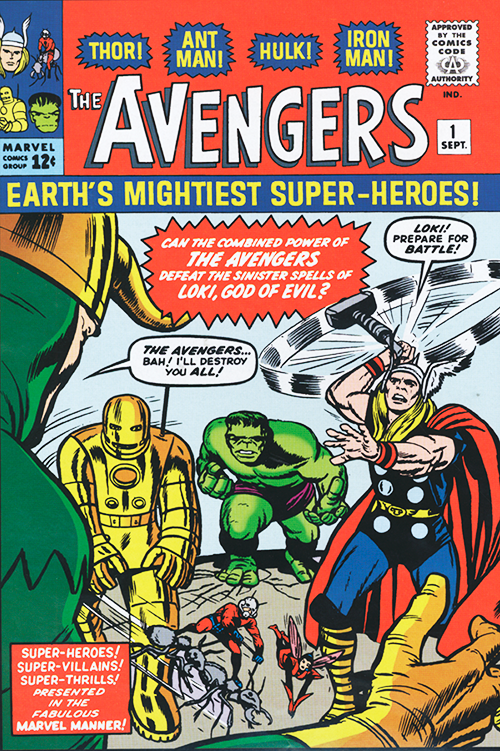 THOR!
ANT
MAN!
HULK!
IRON
MAN!
APPROVED
BY THE
COMICS
CODE
CA
AUTHORITY
THE AVENGERS
IND.
1
SEPT.
MARVEL
COMICS
GROUP 12¢
EARTH'S MIGHTIEST SUPER-HEROES!
CAN THE COMBINED POWER OF
THE AVENGERS
DEFEAT THE SINISTER SPELLS OF
LOKI, GOD OF EVIL?
LOKI!
PREPARE FOR
BATTLE!
THE AVENGERS...
BAH! I'LL DESTROY
YOU ALL!
SUPER-HEROES!
SUPER-VILLAINS!
SUPER-THRILLS!
PRESENTED
IN THE
FABULOUS
MARVEL MANNER!